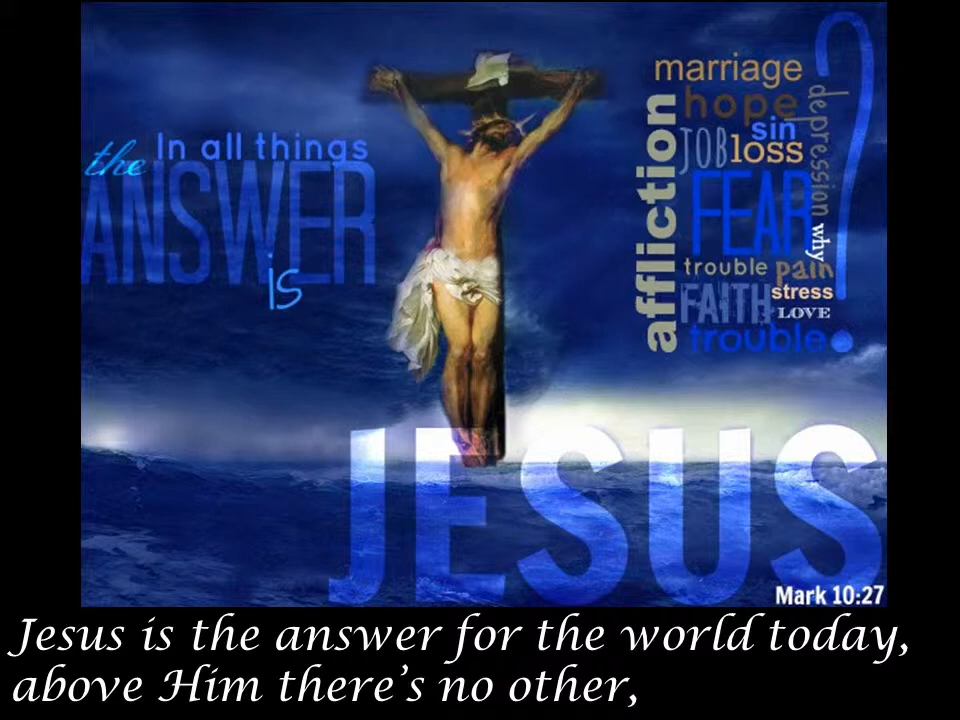 In all things
the
ANSWER
is
marriage
hope
sin
JOB
loss
depression
affliction
FEAR
why
trouble
pain
FAITH
stress
LOVE
trouble
?
JESUS
Mark 10:27
Jesus is the answer for the world today,
above Him there's no other,